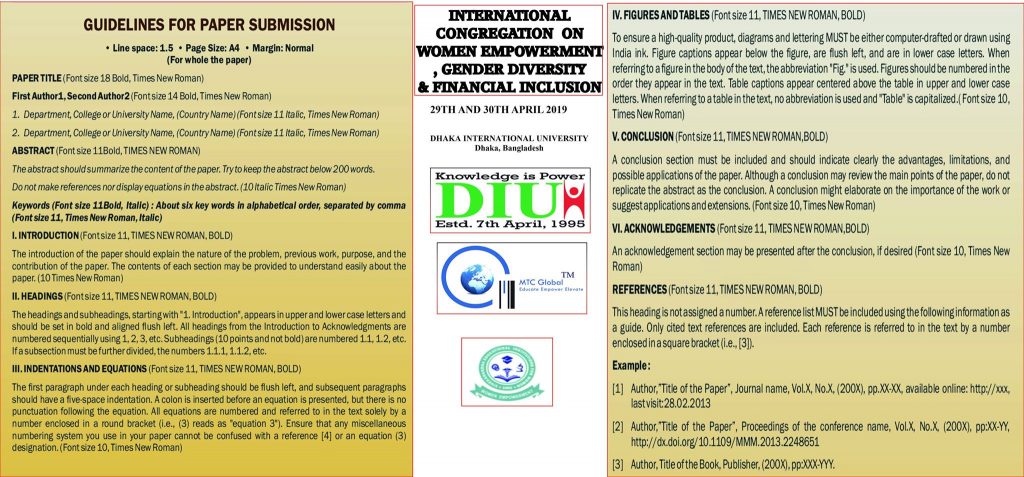 GUIDELINES FOR PAPER SUBMISSION
• Line space: 1.5 • Page Size: A4 • Margin: Normal
(For whole the paper)
PAPER TITLE (Font size 18 Bold, Times New Roman)
First Author1, Second Author2 (Font size 14 Bold, Times New Roman)
1. Department, College or University Name, (Country Name) (Font size 11 Italic, Times New Roman)
2. Department, College or University Name, (Country Name) (Font size 11 Italic, Times New Roman)
ABSTRACT (Font size 11Bold, TIMES NEW ROMAN)
The abstract should summarize the content of the paper. Try to keep the abstract below 200 words.
Do not make references nor display equations in the abstract. (10 Italic Times New Roman)
Keywords (Font size 11Bold, Italic) : About six key words in alphabetical order, separated by comma
(Font size 11, Times New Roman, Italic)
I. INTRODUCTION (Font size 11, TIMES NEW ROMAN, BOLD)
The introduction of the paper should explain the nature of the problem, previous work, purpose, and the
contribution of the paper. The contents of each section may be provided to understand easily about the
paper. (10 Times New Roman)
II. HEADINGS (Font size 11, TIMES NEW ROMAN, BOLD)
The headings and subheadings, starting with "1. Introduction", appears in upper and lower case letters and
should be set in bold and aligned flush left. All headings from the Introduction to Acknowledgments are
numbered sequentially using 1, 2, 3, etc. Subheadings (10 points and not bold) are numbered 1.1, 1.2, etc.
If a subsection must be further divided, the numbers 1.1.1, 1.1.2, etc.
III. INDENTATIONS AND EQUATIONS (Font size 11, TIMES NEW ROMAN, BOLD)
The first paragraph under each heading or subheading should be flush left, and subsequent paragraphs
should have a five-space indentation. A colon is inserted before an equation is presented, but there is no
punctuation following the equation. All equations are numbered and referred to in the text solely by a
number enclosed in a round bracket (i.e., (3) reads as "equation 3"). Ensure that any miscellaneous
numbering system you use in your paper cannot be confused with a reference [4] or an equation (3)
designation. (Font size 10, Times New Roman)
INTERNATIONAL
CONGREGATION ON
WOMEN EMPOWERMENT
, GENDER DIVERSITY
& FINANCIAL INCLUSION
29TH AND 30TH APRIL 2019
DHAKA INTERNATIONAL UNIVERSITY
Dhaka, Bangladesh
Knowledge is Power
DIU
Estd. 7th April, 1995
MTC Global™
Educate Empower Elevate
IV. FIGURES AND TABLES (Font size 11, TIMES NEW ROMAN, BOLD)
To ensure a high-quality product, diagrams and lettering MUST be either computer-drafted or drawn using
India ink. Figure captions appear below the figure, are flush left, and are in lower case letters. When
referring to a figure in the body of the text, the abbreviation "Fig." is used. Figures should be numbered in the
order they appear in the text. Table captions appear centered above the table in upper and lower case
letters. When referring to a table in the text, no abbreviation is used and "Table" is capitalized.( Font size 10,
Times New Roman)
V. CONCLUSION (Font size 11, TIMES NEW ROMAN,BOLD)
A conclusion section must be included and should indicate clearly the advantages, limitations, and
possible applications of the paper. Although a conclusion may review the main points of the paper, do not
replicate the abstract as the conclusion. A conclusion might elaborate on the importance of the work or
suggest applications and extensions. (Font size 10, Times New Roman)
VI. ACKNOWLEDGEMENTS (Font size 11, TIMES NEW ROMAN,BOLD)
An acknowledgement section may be presented after the conclusion, if desired (Font size 10, Times New
Roman)
REFERENCES (Font size 11, TIMES NEW ROMAN, BOLD)
This heading is not assigned a number. A reference list MUST be included using the following information as
a guide. Only cited text references are included. Each reference is referred to in the text by a number
enclosed in a square bracket (i.e., [3]).
Example :
[1] Author,"Title of the Paper", Journal name, Vol.X, No.X, (200X), pp.XX-XX, available online: http://xxx,
last visit:28.02.2013
[2] Author,"Title of the Paper", Proceedings of the conference name, Vol.X, No.X, (200X), pp:XX-YY,
http://dx.doi.org/10.1109/MMM.2013.2248651
[3] Author, Title of the Book, Publisher, (200X), pp:XXX-YYY.